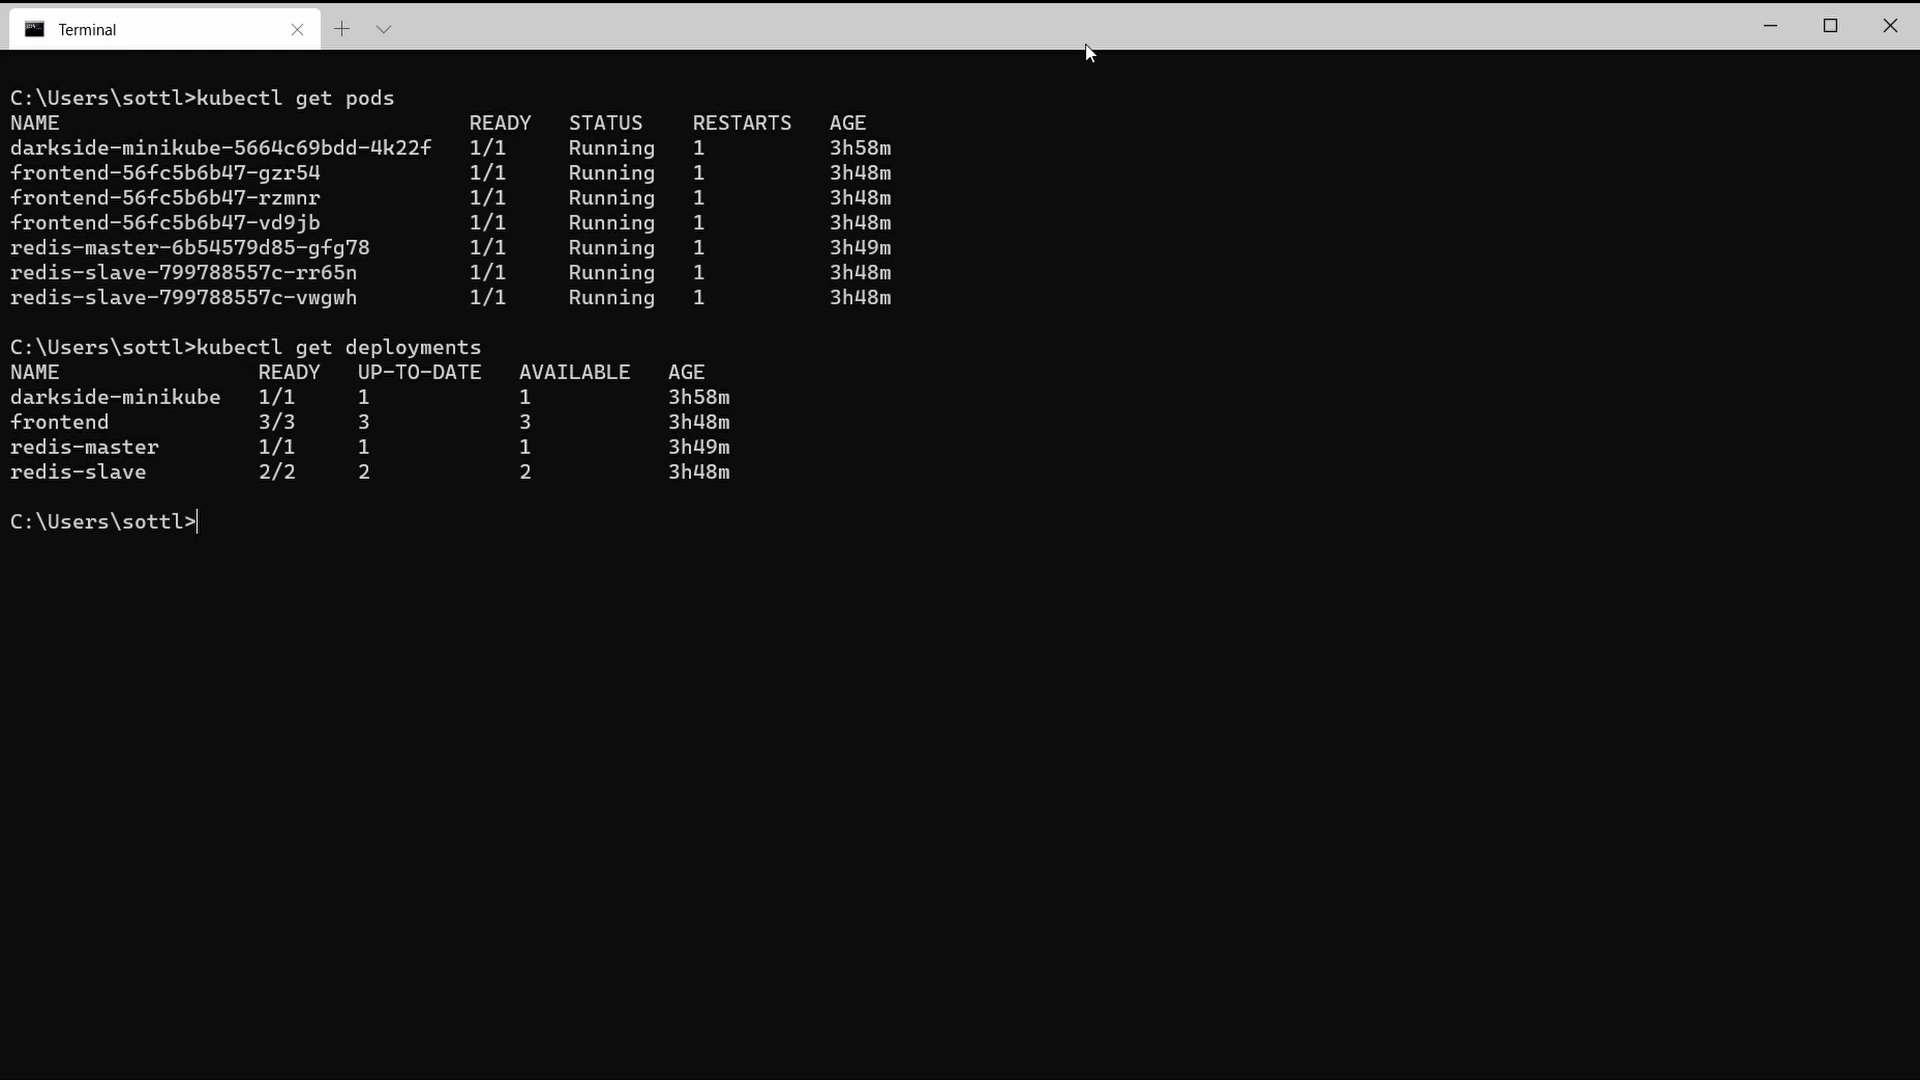 Terminal
C:\Users\sottl>kubectl get pods
NAME                                 READY   STATUS    RESTARTS   AGE
darkside-minikube-5664c69bdd-4k22f   1/1     Running   1          3h58m
frontend-56fc5b6b47-gzr54            1/1     Running   1          3h48m
frontend-56fc5b6b47-rzmnr            1/1     Running   1          3h48m
frontend-56fc5b6b47-vd9jb            1/1     Running   1          3h48m
redis-master-6b54579d85-gfg78        1/1     Running   1          3h49m
redis-slave-799788557c-rr65n         1/1     Running   1          3h48m
redis-slave-799788557c-vwgwh         1/1     Running   1          3h48m
C:\Users\sottl>kubectl get deployments
NAME                READY   UP-TO-DATE   AVAILABLE   AGE
darkside-minikube   1/1     1            1           3h58m
frontend            3/3     3            3           3h48m
redis-master        1/1     1            1           3h49m
redis-slave         2/2     2            2           3h48m
C:\Users\sottl>